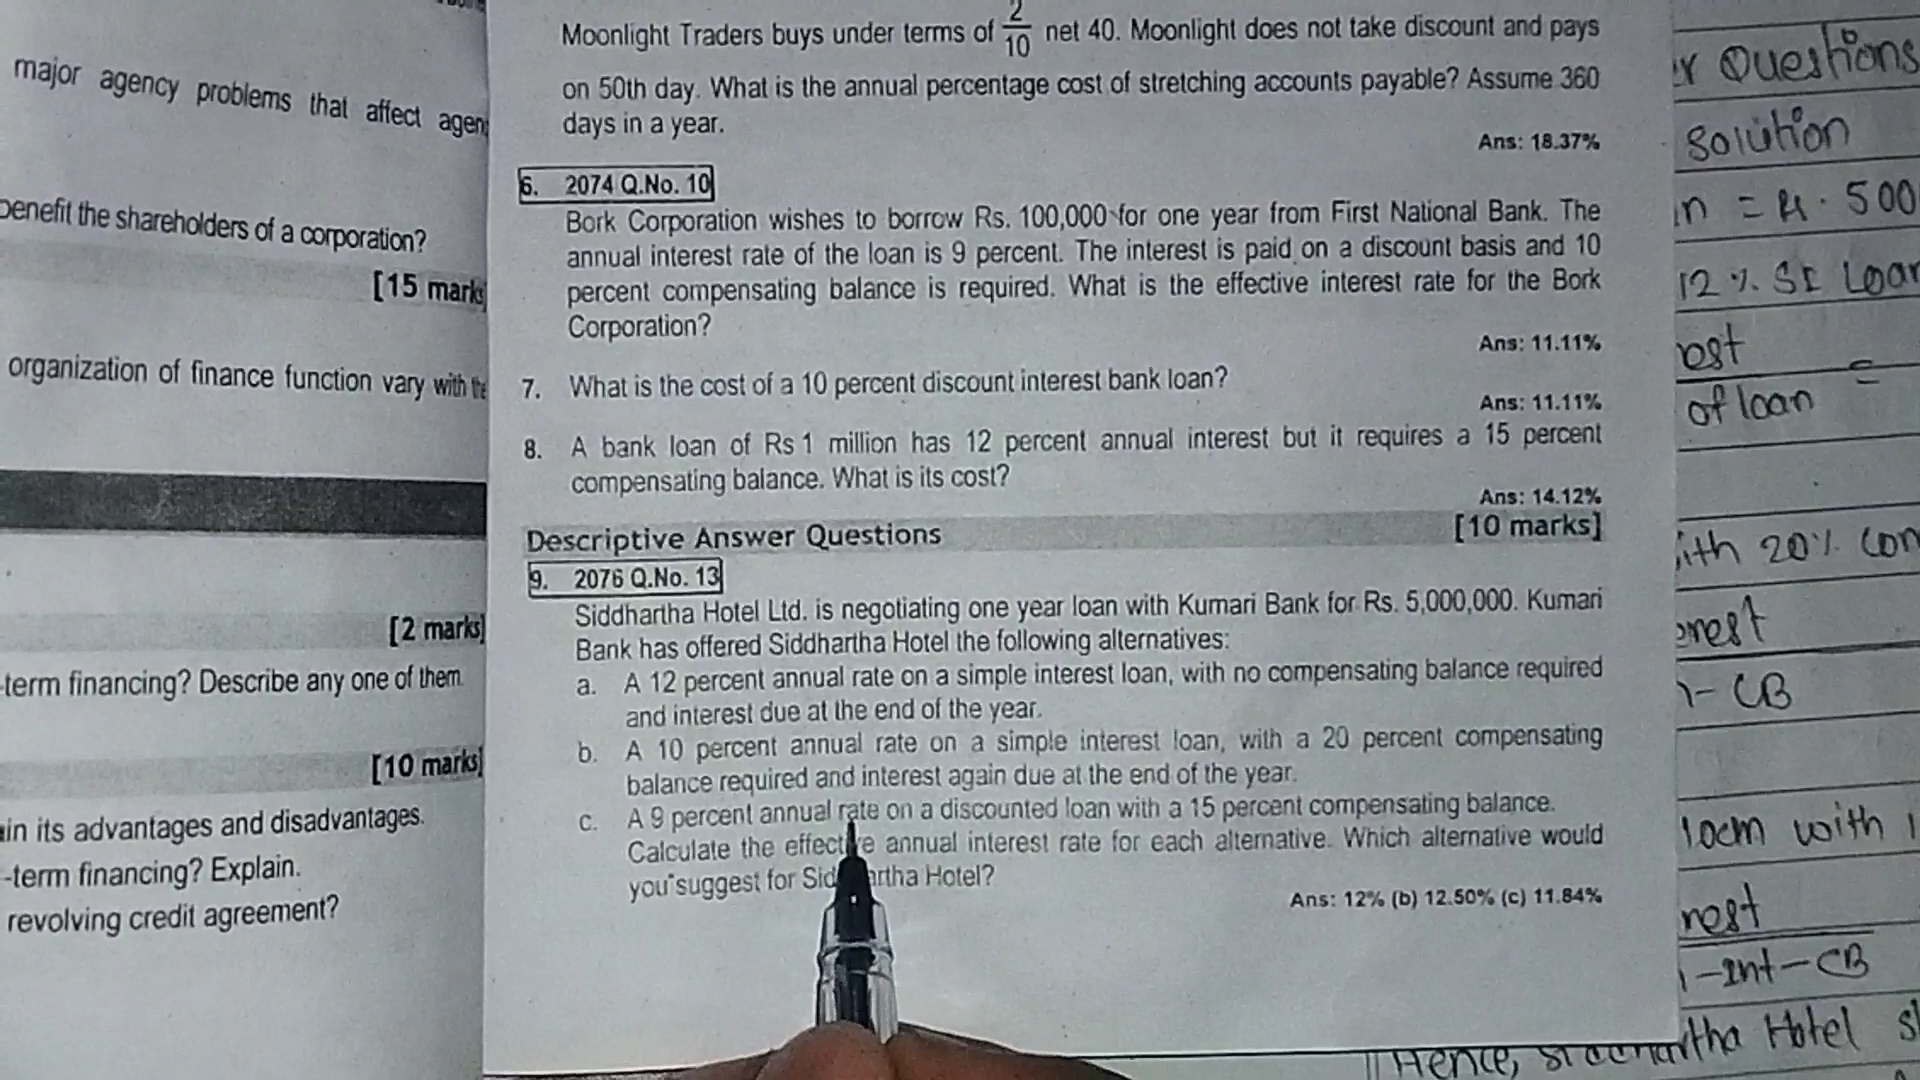 major agency problems that affect agen
benefit the shareholders of a corporation?
[15 marks
organization of finance function vary with the
[2 marks]
-term financing? Describe any one of them.
[10 marks]
ain its advantages and disadvantages.
-term financing? Explain.
revolving credit agreement?
Moonlight Traders buys under terms of 2/10 net 40. Moonlight does not take discount and pays
on 50th day. What is the annual percentage cost of stretching accounts payable? Assume 360
days in a year.
Ans: 18.37%
6. 2074 Q.No. 10
Bork Corporation wishes to borrow Rs. 100,000 for one year from First National Bank. The
annual interest rate of the loan is 9 percent. The interest is paid on a discount basis and 10
percent compensating balance is required. What is the effective interest rate for the Bork
Corporation?
Ans: 11.11%
7. What is the cost of a 10 percent discount interest bank loan?
Ans: 11.11%
8. A bank loan of Rs 1 million has 12 percent annual interest but it requires a 15 percent
compensating balance. What is its cost?
Ans: 14.12%
Descriptive Answer Questions [10 marks]
9. 2076 Q.No. 13
Siddhartha Hotel Ltd. is negotiating one year loan with Kumari Bank for Rs. 5,000,000. Kumari
Bank has offered Siddhartha Hotel the following alternatives:
a. A 12 percent annual rate on a simple interest loan, with no compensating balance required
and interest due at the end of the year.
b. A 10 percent annual rate on a simple interest loan, with a 20 percent compensating
balance required and interest again due at the end of the year.
c. A 9 percent annual rate on a discounted loan with a 15 percent compensating balance.
Calculate the effective annual interest rate for each alternative. Which alternative would
you suggest for Siddhartha Hotel?
Ans: 12% (b) 12.50% (c) 11.84%
r Questions
Solution
n = Rs. 500
12 %. SI Loan
rest
of loan =
ith 20% con
erest
n - CB
loan with 1
rest
n - Int - CB
Hence, Siddhartha Hotel s